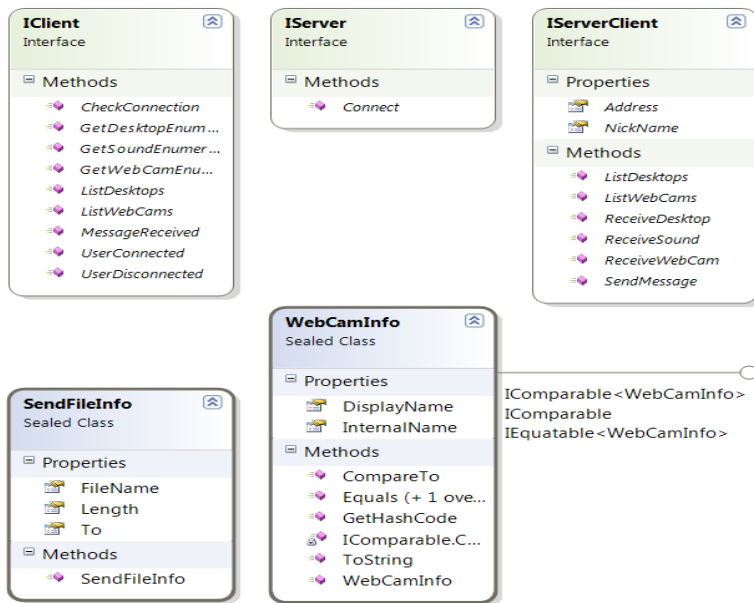 IClient
Interface
Methods
CheckConnection
GetDesktopEnum...
GetSoundEnumer...
GetWebCamEnu...
ListDesktops
ListWebCams
MessageReceived
UserConnected
UserDisconnected
IServer
Interface
Methods
Connect
IServerClient
Interface
Properties
Address
NickName
Methods
ListDesktops
ListWebCams
ReceiveDesktop
ReceiveSound
ReceiveWebCam
SendMessage
SendFileInfo
Sealed Class
Properties
FileName
Length
To
Methods
SendFileInfo
WebCamInfo
Sealed Class
Properties
DisplayName
InternalName
Methods
CompareTo
Equals (+ 1 ove...
GetHashCode
IComparable.C...
ToString
WebCamInfo
IComparable<WebCamInfo>
IComparable
IEquatable<WebCamInfo>